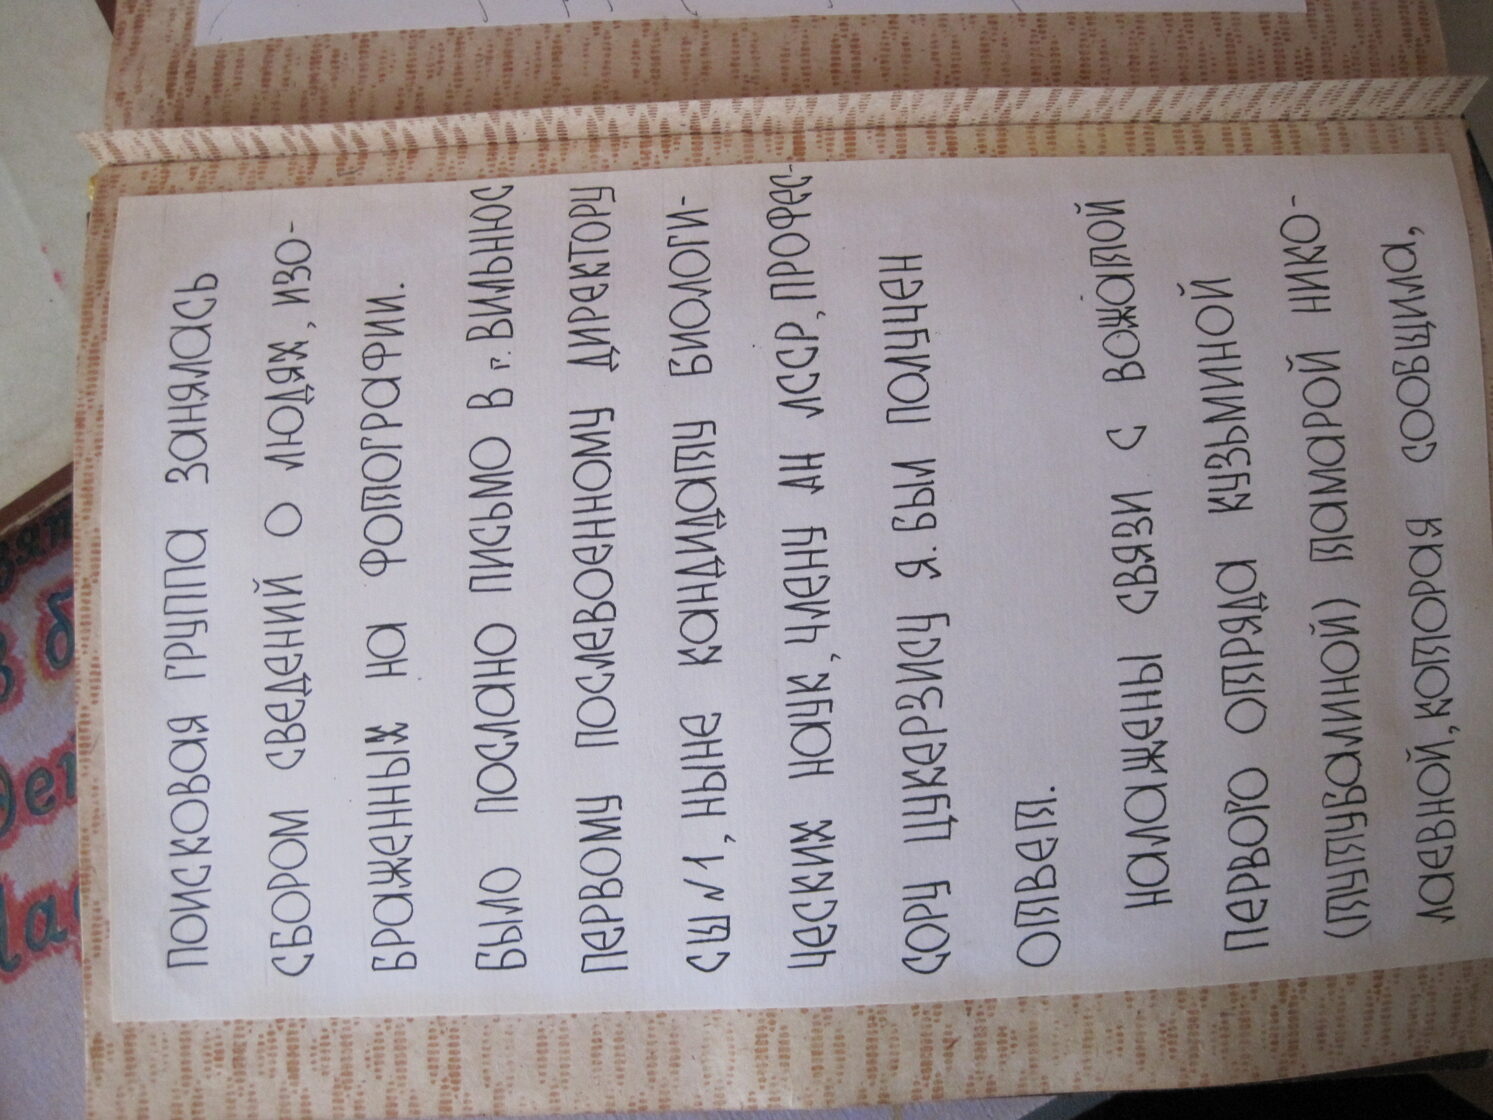 Поисковая группа занялась
сбором сведений о людях, изо-
браженных на фотографии.
Было послано письмо в г. Вильнюс
первому послевоенному директору
сш №1, ныне кандидату биологи-
ческих наук, члену АН ЛССР, профес-
сору Цукерзису Я. Был получен
ответ.
Наложены связи с вожатой
первого отряда Кузьминой
(Тутувалиной) Тамарой Нико-
лаевной, которая сообщила,